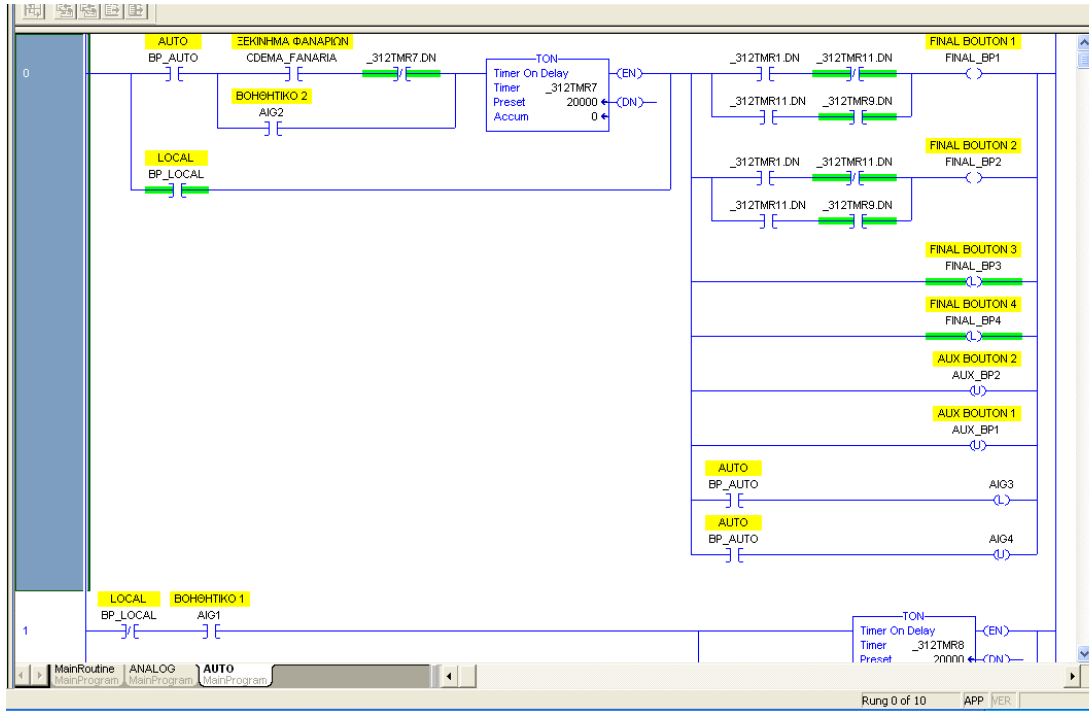 AUTO ΞΕΚΙΝΗΜΑ ΦΑΝΑΡΙΩΝ FINAL BOUTON 1
BP_AUTO CDEMA_FANARIA _312TMR7.DN TON _312TMR1.DN _312TMR11.DN FINAL_BP1
0
Timer On Delay (EN)
Timer _312TMR7
Preset 20000 (DN)
Accum 0
ΒΟΗΘΗΤΙΚΟ 2
AIG2
_312TMR11.DN _312TMR9.DN
LOCAL
BP_LOCAL
FINAL BOUTON 2
_312TMR1.DN _312TMR11.DN FINAL_BP2
_312TMR11.DN _312TMR9.DN
FINAL BOUTON 3
FINAL_BP3
(L)
FINAL BOUTON 4
FINAL_BP4
(L)
AUX BOUTON 2
AUX_BP2
(U)
AUX BOUTON 1
AUX_BP1
(U)
AUTO
BP_AUTO AIG3
(L)
AUTO
BP_AUTO AIG4
(U)
LOCAL ΒΟΗΘΗΤΙΚΟ 1
BP_LOCAL AIG1
1
TON
Timer On Delay (EN)
Timer _312TMR8
Preset 20000 (DN)
MainRoutine ANALOG AUTO
MainProgram MainProgram MainProgram
Rung 0 of 10 APP VER